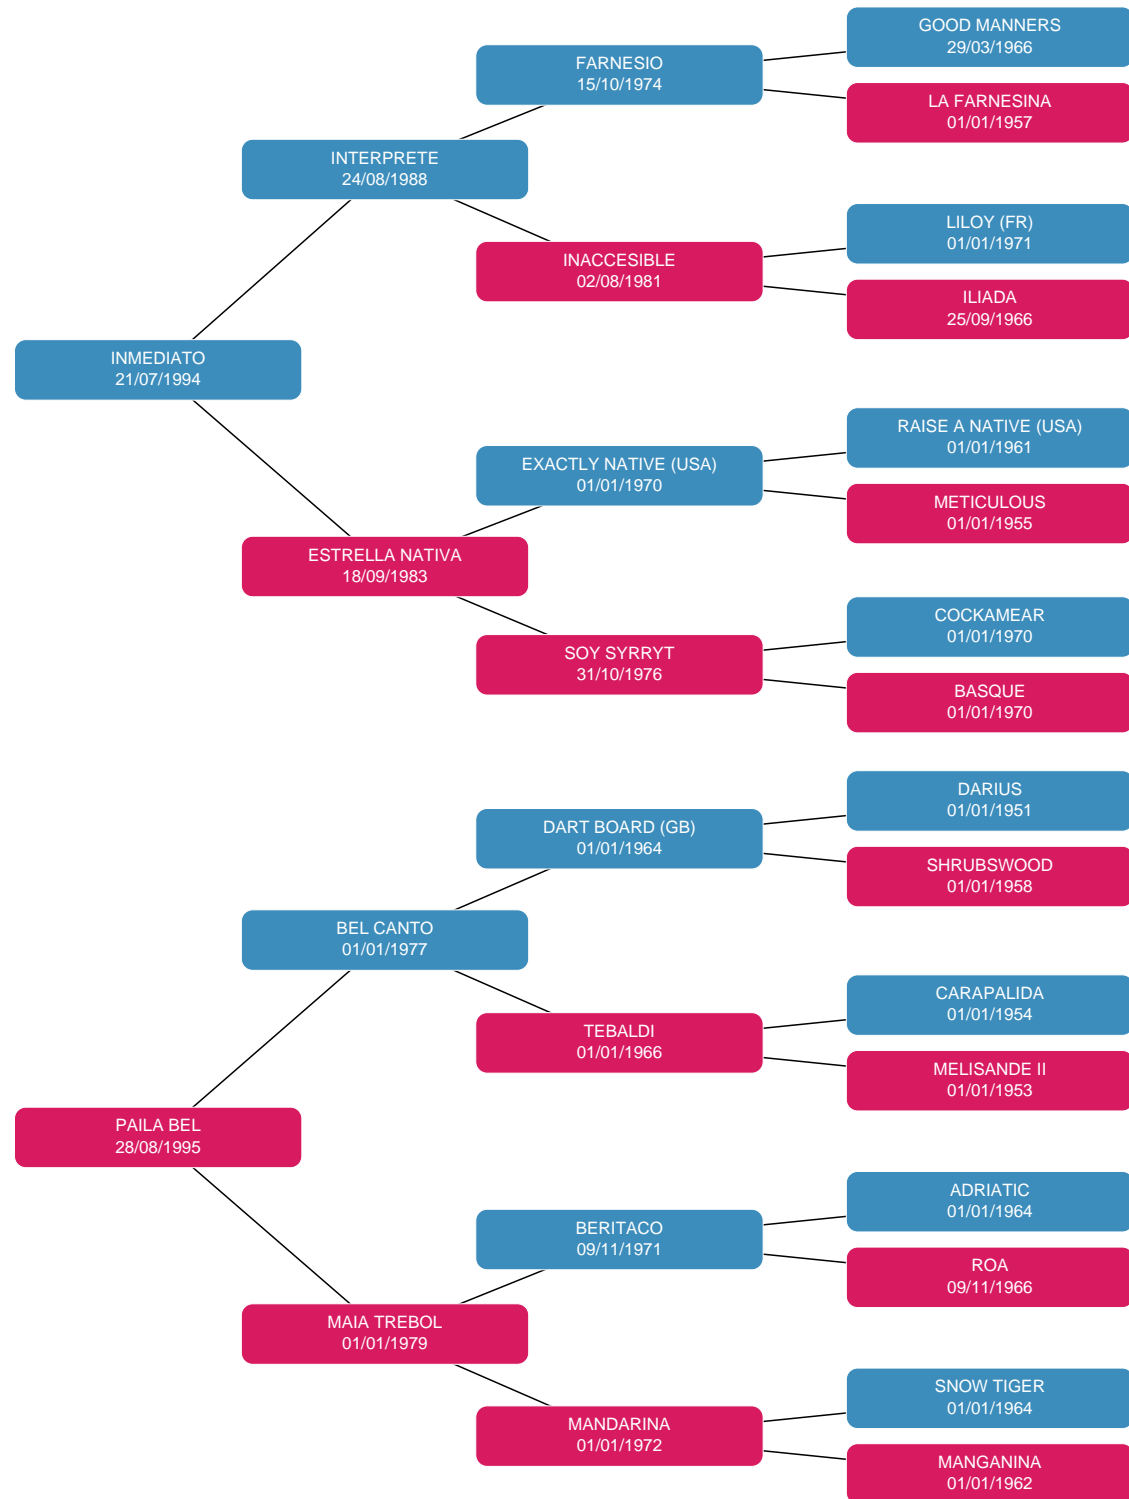 GOOD MANNERS
29/03/1966
FARNESIO
15/10/1974
LA FARNESINA
01/01/1957
INTERPRETE
24/08/1988
LILOY (FR)
01/01/1971
INACCESIBLE
02/08/1981
ILIADA
25/09/1966
INMEDIATO
21/07/1994
RAISE A NATIVE (USA)
01/01/1961
EXACTLY NATIVE (USA)
01/01/1970
METICULOUS
01/01/1955
ESTRELLA NATIVA
18/09/1983
COCKAMEAR
01/01/1970
SOY SYRRYT
31/10/1976
BASQUE
01/01/1970
DARIUS
01/01/1951
DART BOARD (GB)
01/01/1964
SHRUBSWOOD
01/01/1958
BEL CANTO
01/01/1977
CARAPALIDA
01/01/1954
TEBALDI
01/01/1966
MELISANDE II
01/01/1953
PAILA BEL
28/08/1995
ADRIATIC
01/01/1964
BERITACO
09/11/1971
ROA
09/11/1966
MAIA TREBOL
01/01/1979
SNOW TIGER
01/01/1964
MANDARINA
01/01/1972
MANGANINA
01/01/1962